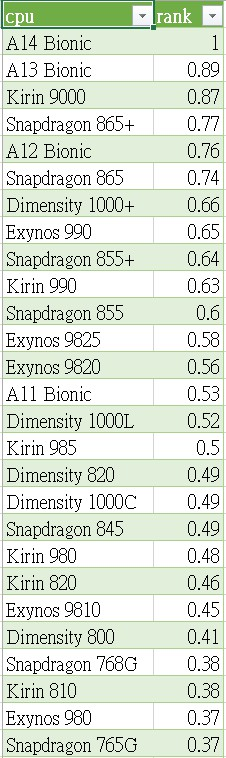 cpu rank
A14 Bionic 1
A13 Bionic 0.89
Kirin 9000 0.87
Snapdragon 865+ 0.77
A12 Bionic 0.76
Snapdragon 865 0.74
Dimensity 1000+ 0.66
Exynos 990 0.65
Snapdragon 855+ 0.64
Kirin 990 0.63
Snapdragon 855 0.6
Exynos 9825 0.58
Exynos 9820 0.56
A11 Bionic 0.53
Dimensity 1000L 0.52
Kirin 985 0.5
Dimensity 820 0.49
Dimensity 1000C 0.49
Snapdragon 845 0.49
Kirin 980 0.48
Kirin 820 0.46
Exynos 9810 0.45
Dimensity 800 0.41
Snapdragon 768G 0.38
Kirin 810 0.38
Exynos 980 0.37
Snapdragon 765G 0.37